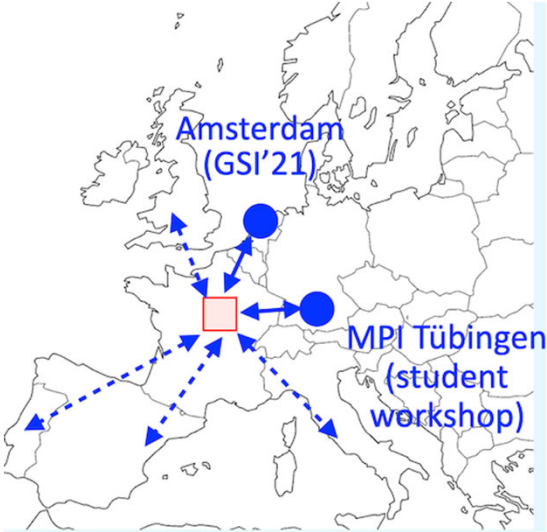 Amsterdam
(GSI'21)
MPI Tübingen
(student
workshop)